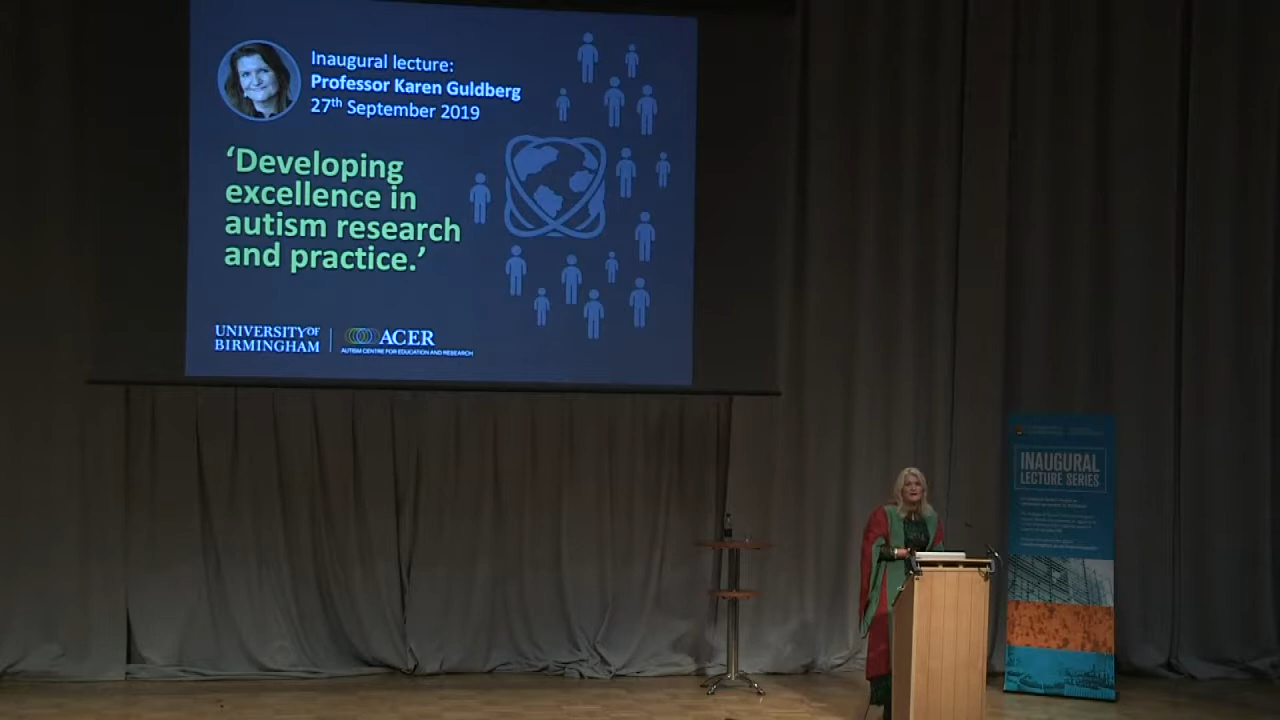 Inaugural lecture:
Professor Karen Guldberg
27th September 2019
‘Developing
excellence in
autism research
and practice.’
UNIVERSITY OF
BIRMINGHAM
ACER
AUTISM CENTRE FOR EDUCATION AND RESEARCH
INAUGURAL
LECTURE SERIES